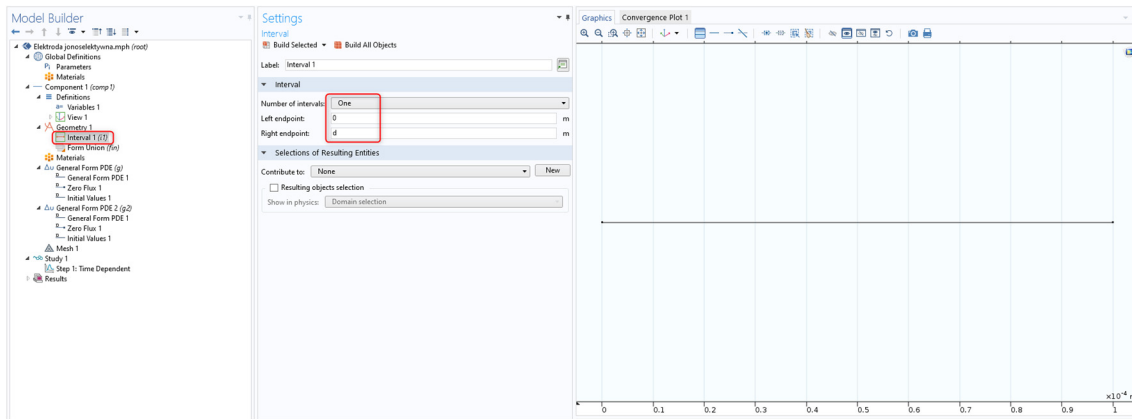 Model Builder
Elektroda jonoselektywna.mph (root)
Global Definitions
Pi Parameters
Materials
Component 1 (comp1)
Definitions
a= Variables 1
View 1
Geometry 1
Interval 1 (i1)
Form Union (fin)
Materials
Δu General Form PDE (g)
General Form PDE 1
Zero Flux 1
Initial Values 1
Δu General Form PDE 2 (g2)
General Form PDE 1
Zero Flux 1
Initial Values 1
Mesh 1
Study 1
Step 1: Time Dependent
Results
Settings
Interval
Build Selected Build All Objects
Label: Interval 1
Interval
Number of intervals: One
Left endpoint: 0 m
Right endpoint: d m
Selections of Resulting Entities
Contribute to: None New
Resulting objects selection
Show in physics: Domain selection
Graphics Convergence Plot 1
×10⁻⁴
0 0.1 0.2 0.3 0.4 0.5 0.6 0.7 0.8 0.9 1